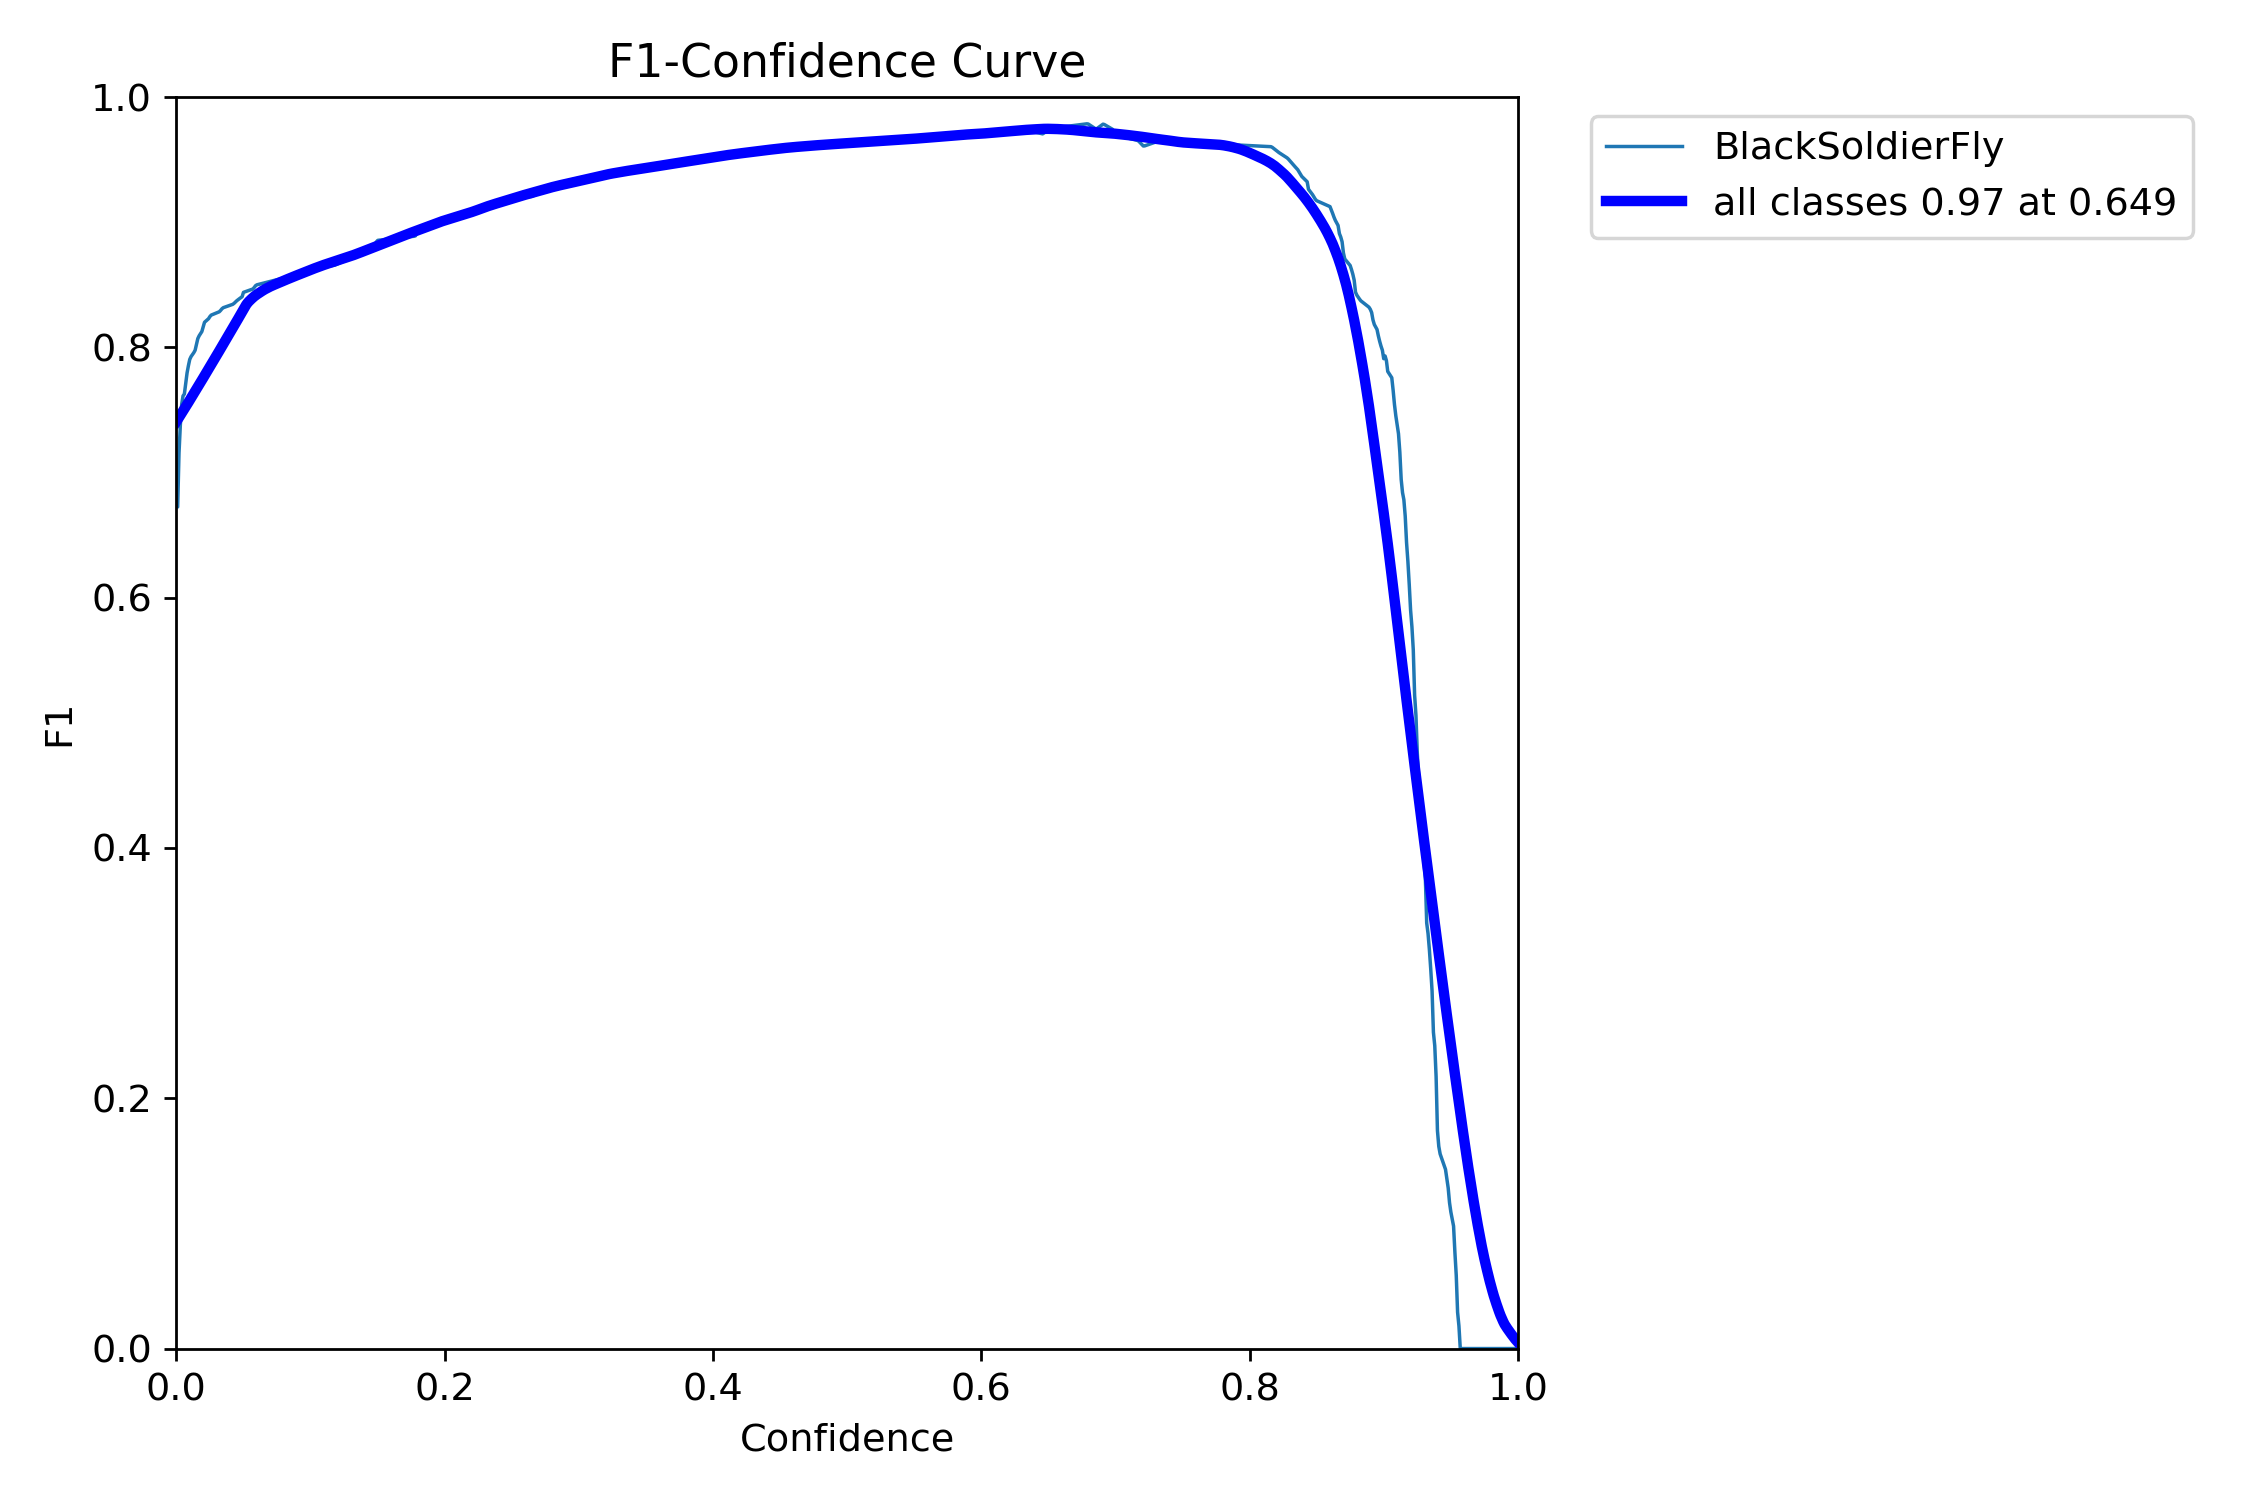 F1-Confidence Curve
BlackSoldierFly
all classes 0.97 at 0.649
F1
1.0
0.8
0.6
0.4
0.2
0.0
0.0 0.2 0.4 0.6 0.8 1.0
Confidence